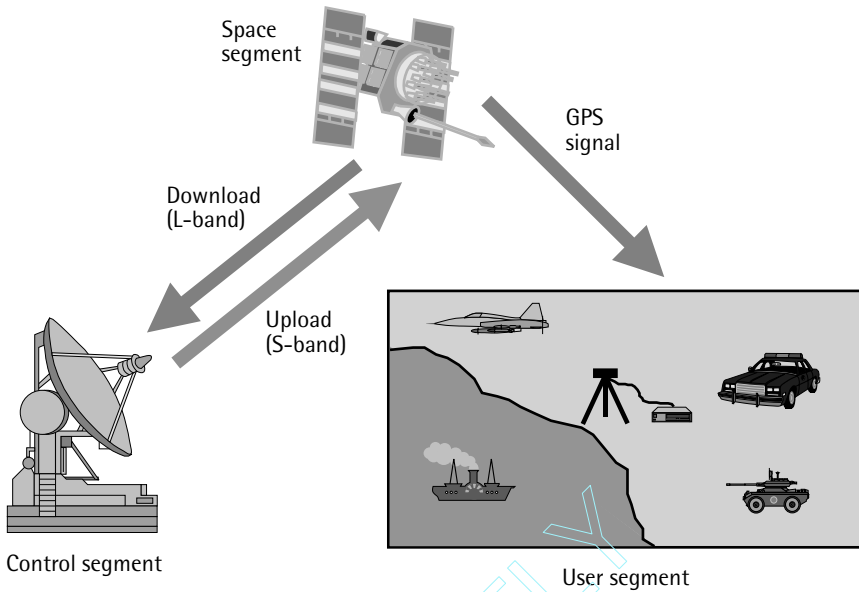 Space
segment
GPS
signal
Download
(L-band)
Upload
(S-band)
Control segment
User segment